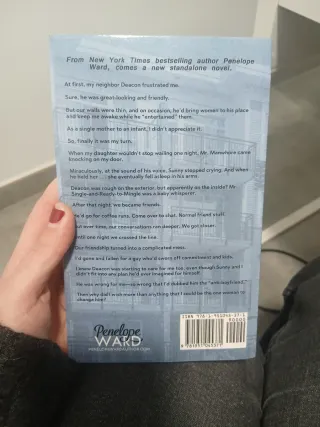 From New York Times bestselling author Penelope
Ward, comes a new standalone novel.
At first, my neighbor Deacon frustrated me.
Sure, he was great-looking and friendly.
But our walls were thin, and on occasion, he'd bring women to his place
and keep me awake while he "entertained" them.
As a single mother to an infant, I didn't appreciate it.
So, finally it was my turn.
When my daughter wouldn't stop wailing one night, Mr. Manwhore came
knocking on my door.
Miraculously, at the sound of his voice, Sunny stopped crying. And when
he held her . . . she eventually fell asleep in his arms.
Deacon was rough on the exterior, but apparently on the inside? Mr.
Single-and-Ready-to-Mingle was a baby whisperer.
After that night, we became friends.
He'd go for coffee runs. Come over to chat. Normal friend stuff.
But over time, our conversations ran deeper. We got closer.
Until one night we crossed the line.
Our friendship turned into a complicated mess.
I'd gone and fallen for a guy who'd sworn off commitment and kids.
I knew Deacon was starting to care for me too, even though Sunny and I
didn't fit into any plan he'd ever imagined for himself.
He was wrong for me—so wrong that I'd dubbed him the "anti-boyfriend."
Then why did I wish more than anything that I could be the one woman to
change him?
Penelope
WARD
ISBN
90000